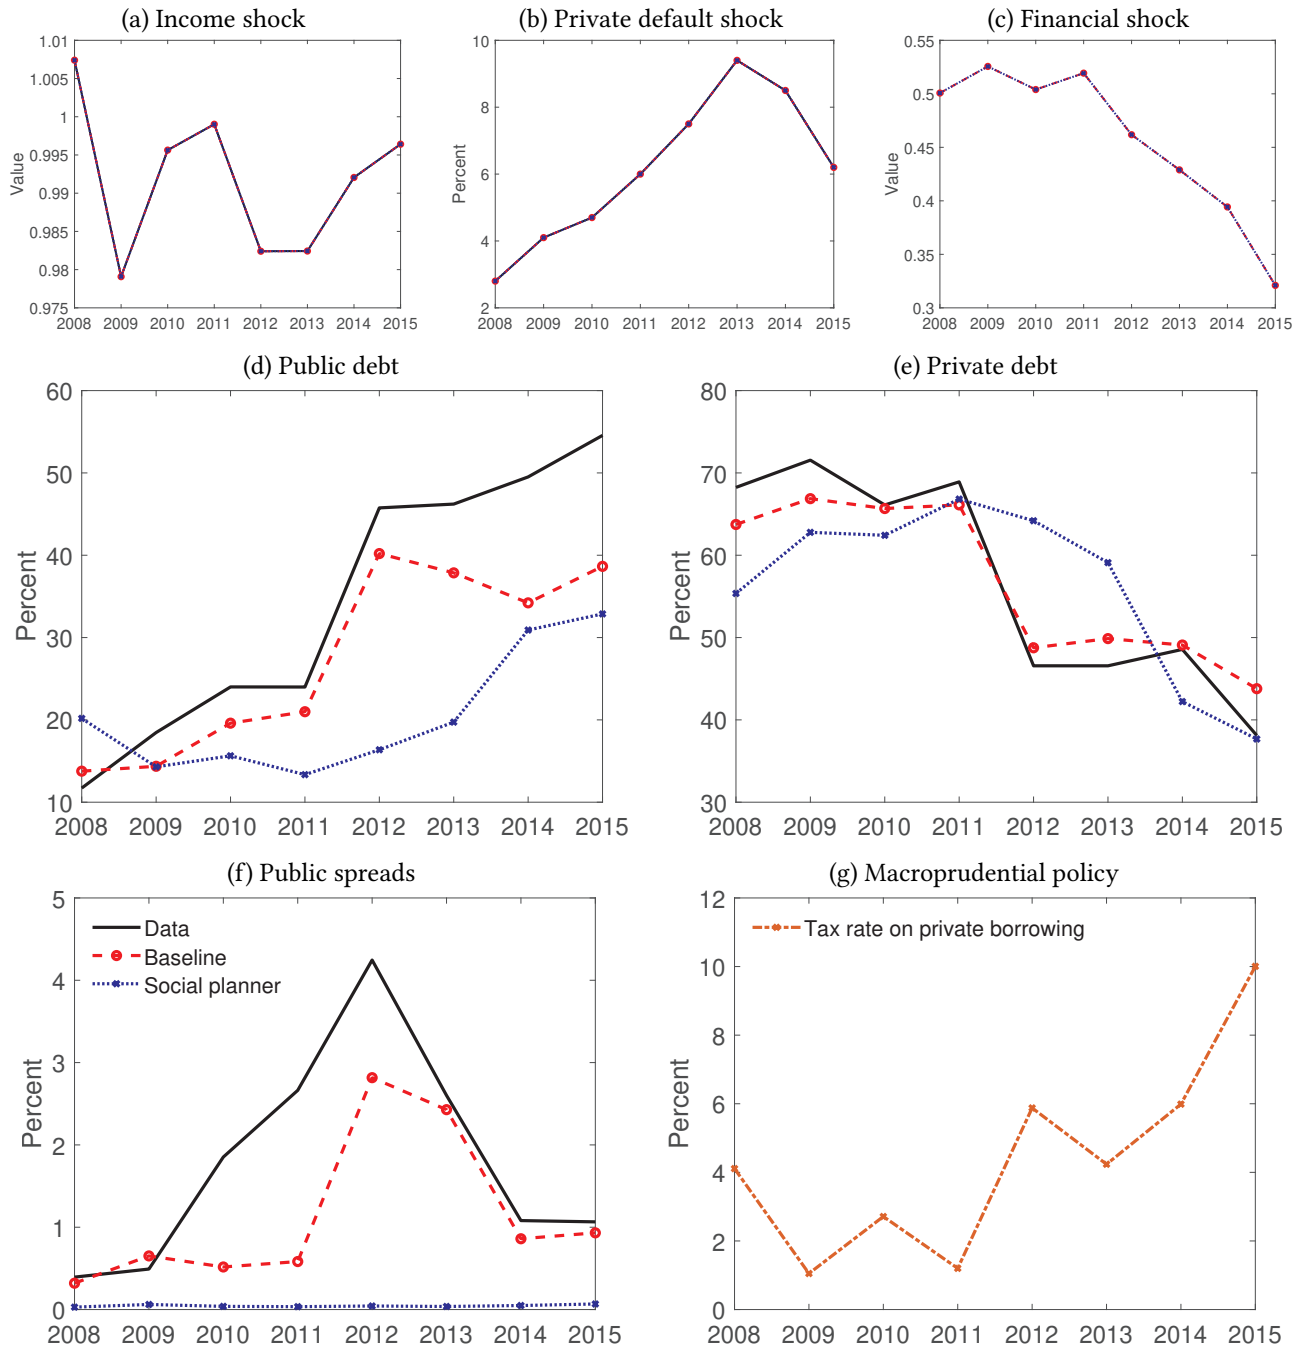 (a) Income shock
(b) Private default shock
(c) Financial shock
1.01
1.005
1
0.995
0.99
0.985
0.98
0.975
Value
2008 2009 2010 2011 2012 2013 2014 2015
10
8
6
4
2
Percent
2008 2009 2010 2011 2012 2013 2014 2015
0.55
0.5
0.45
0.4
0.35
0.3
Value
2008 2009 2010 2011 2012 2013 2014 2015
(d) Public debt
60
50
40
30
20
10
Percent
2008 2009 2010 2011 2012 2013 2014 2015
(e) Private debt
80
70
60
50
40
30
Percent
2008 2009 2010 2011 2012 2013 2014 2015
(f) Public spreads
5
4
3
2
1
0
Percent
Data
Baseline
Social planner
2008 2009 2010 2011 2012 2013 2014 2015
(g) Macroprudential policy
12
10
8
6
4
2
0
Percent
Tax rate on private borrowing
2008 2009 2010 2011 2012 2013 2014 2015